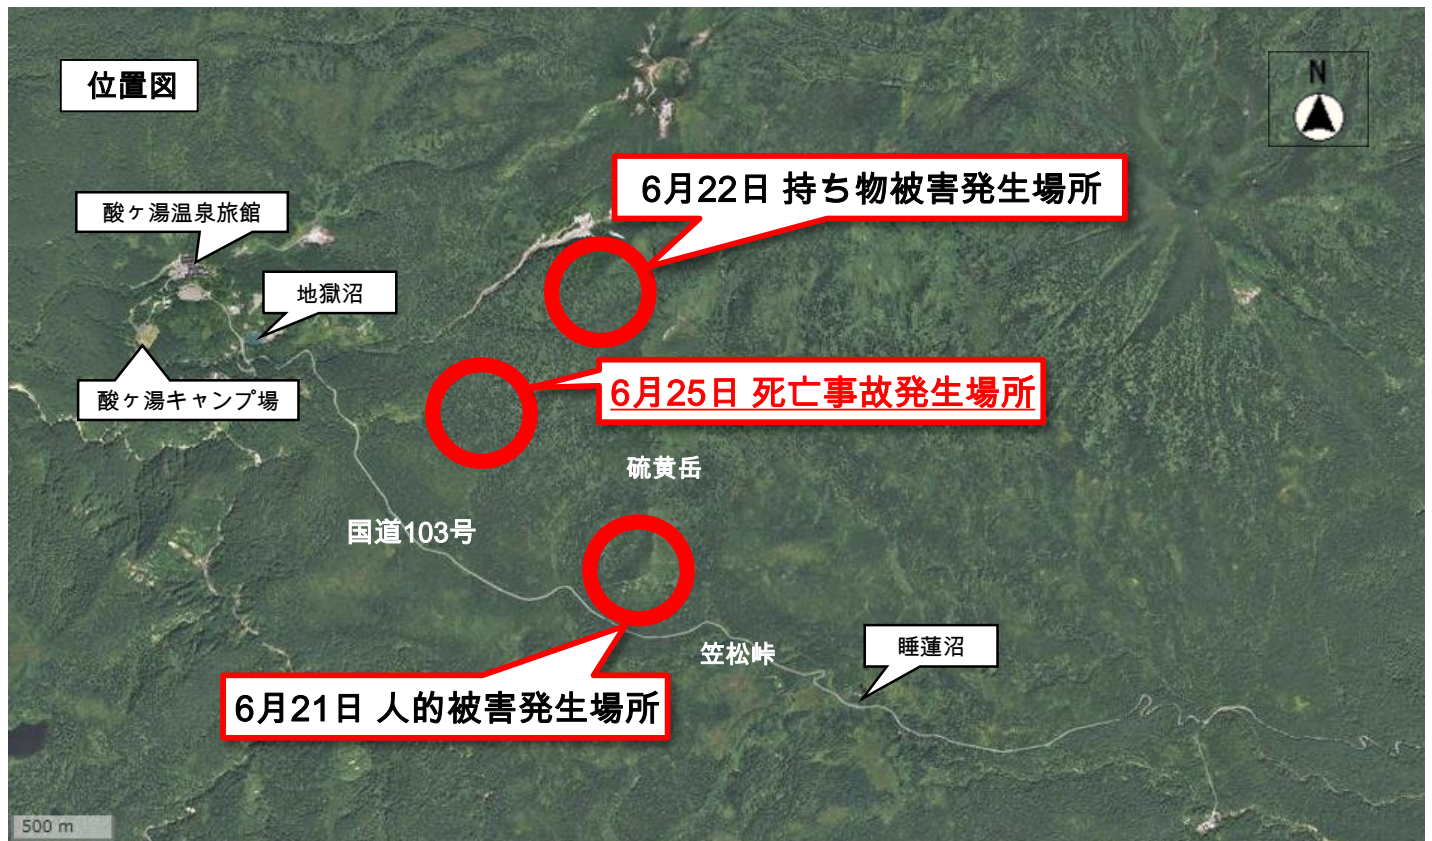 位置図
N
6月22日 持ち物被害発生場所
酸ケ湯温泉旅館
地獄沼
酸ケ湯キャンプ場
6月25日 死亡事故発生場所
硫黄岳
国道103号
笠松峠
睡蓮沼
6月21日 人的被害発生場所
500 m